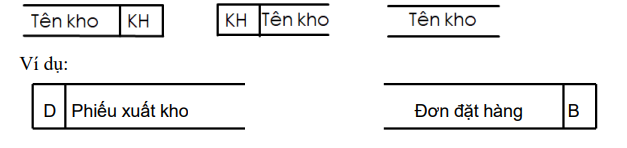 Tên kho KH KH Tên kho Tên kho
Ví dụ:
D Phiếu xuất kho Đơn đặt hàng B